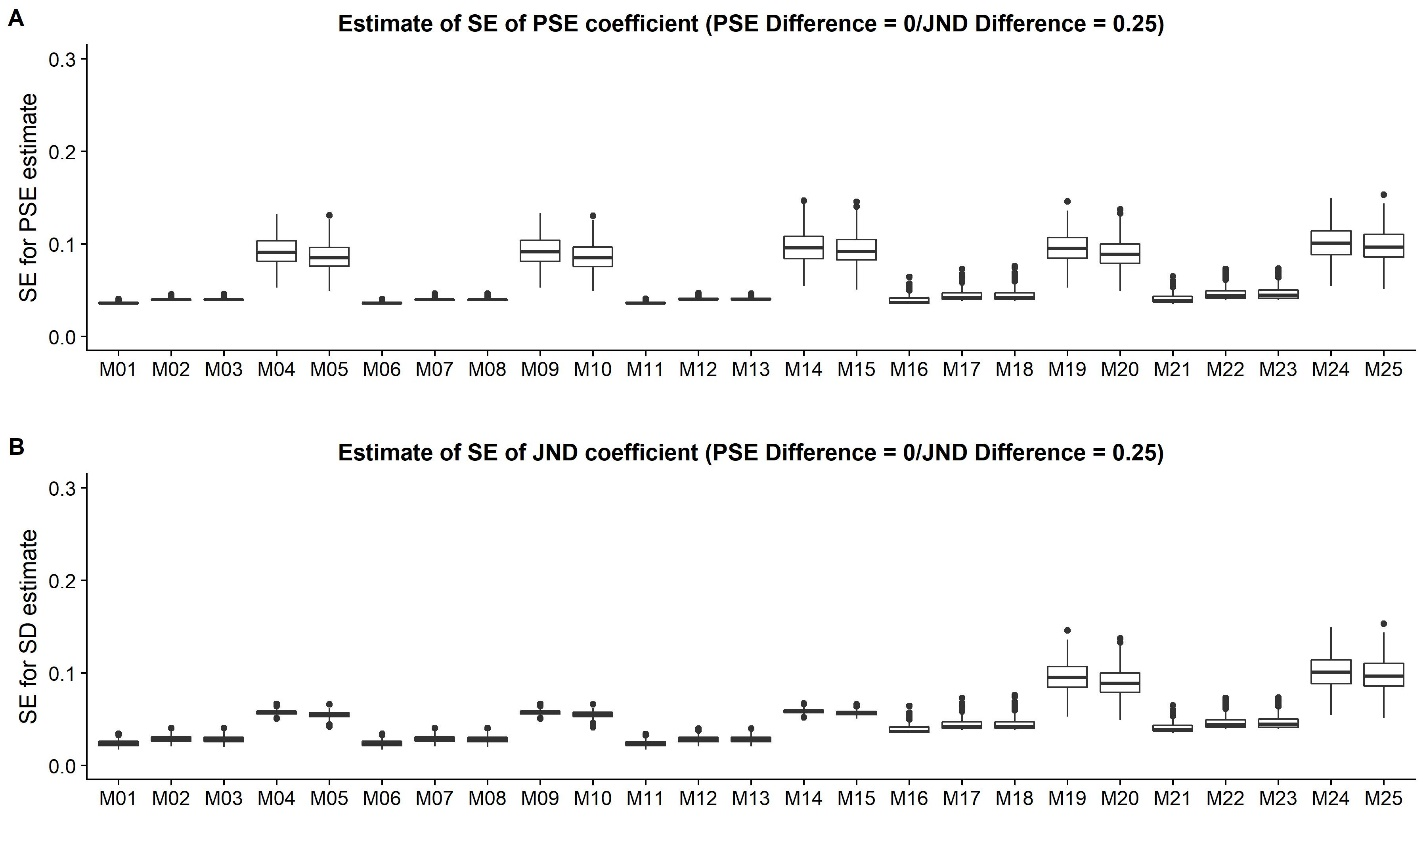 A
Estimate of SE of PSE coefficient (PSE Difference = 0/JND Difference = 0.25)
SE for PSE estimate
0.3
0.2
0.1
0.0
M01 M02 M03 M04 M05 M06 M07 M08 M09 M10 M11 M12 M13 M14 M15 M16 M17 M18 M19 M20 M21 M22 M23 M24 M25
B
Estimate of SE of JND coefficient (PSE Difference = 0/JND Difference = 0.25)
SE for SD estimate
0.3
0.2
0.1
0.0
M01 M02 M03 M04 M05 M06 M07 M08 M09 M10 M11 M12 M13 M14 M15 M16 M17 M18 M19 M20 M21 M22 M23 M24 M25